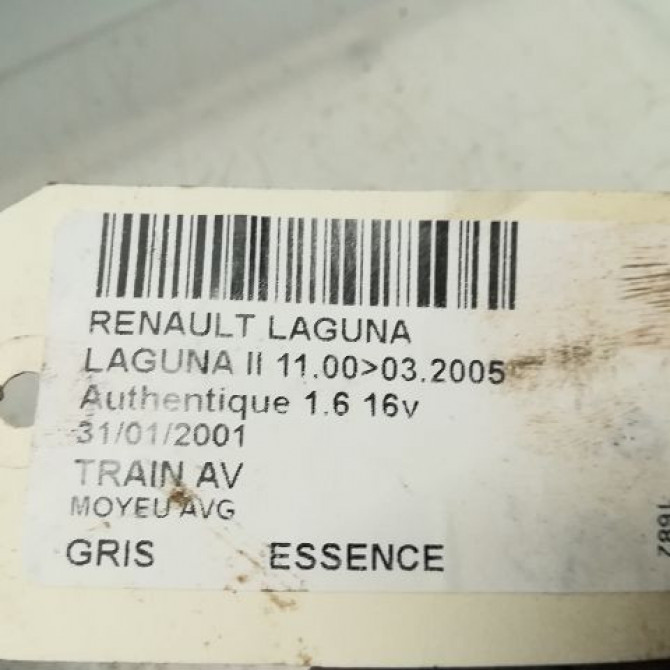 RENAULT LAGUNA
LAGUNA II 11.00>03.2005
Authentique 1.6 16v
31/01/2001
TRAIN AV
MOYEU AVG
GRIS ESSENCE
1682